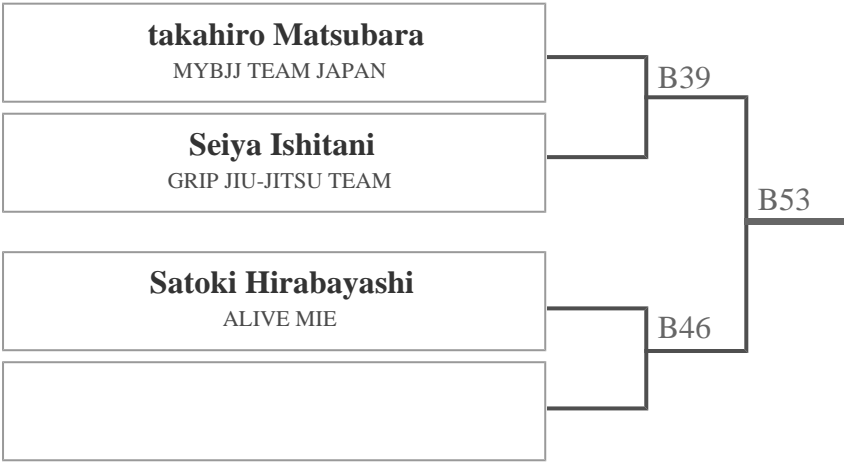 takahiro Matsubara
MYBJJ TEAM JAPAN
B39
Seiya Ishitani
GRIP JIU-JITSU TEAM
B53
Satoki Hirabayashi
ALIVE MIE
B46